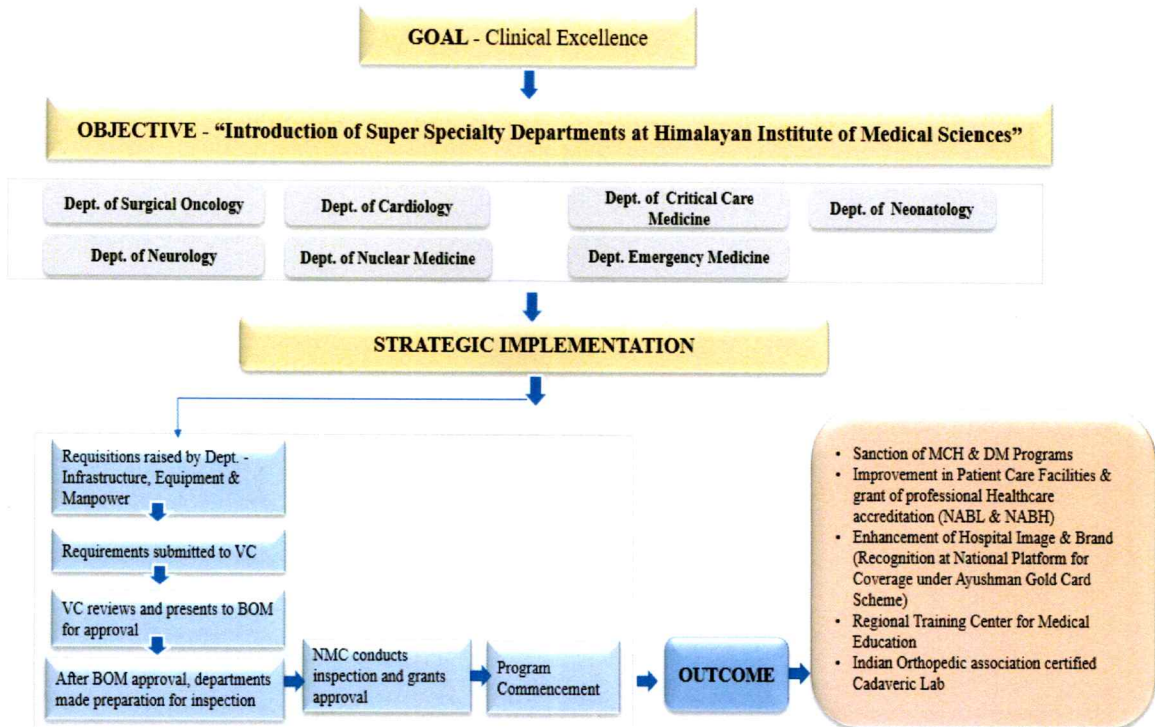 GOAL - Clinical Excellence
OBJECTIVE - “Introduction of Super Specialty Departments at Himalayan Institute of Medical Sciences”
Dept. of Surgical Oncology
Dept. of Cardiology
Dept. of Critical Care
Medicine
Dept. of Neonatology
Dept. of Neurology
Dept. of Nuclear Medicine
Dept. Emergency Medicine
STRATEGIC IMPLEMENTATION
Requisitions raised by Dept. -
Infrastructure, Equipment &
Manpower
Requirements submitted to VC
VC reviews and presents to BOM
for approval
After BOM approval, departments
made preparation for inspection
NMC conducts
inspection and grants
approval
Program
Commencement
OUTCOME
• Sanction of MCH & DM Programs
• Improvement in Patient Care Facilities &
grant of professional Healthcare
accreditation (NABL & NABH)
• Enhancement of Hospital Image & Brand
(Recognition at National Platform for
Coverage under Ayushman Gold Card
Scheme)
• Regional Training Center for Medical
Education
• Indian Orthopedic association certified
Cadaveric Lab